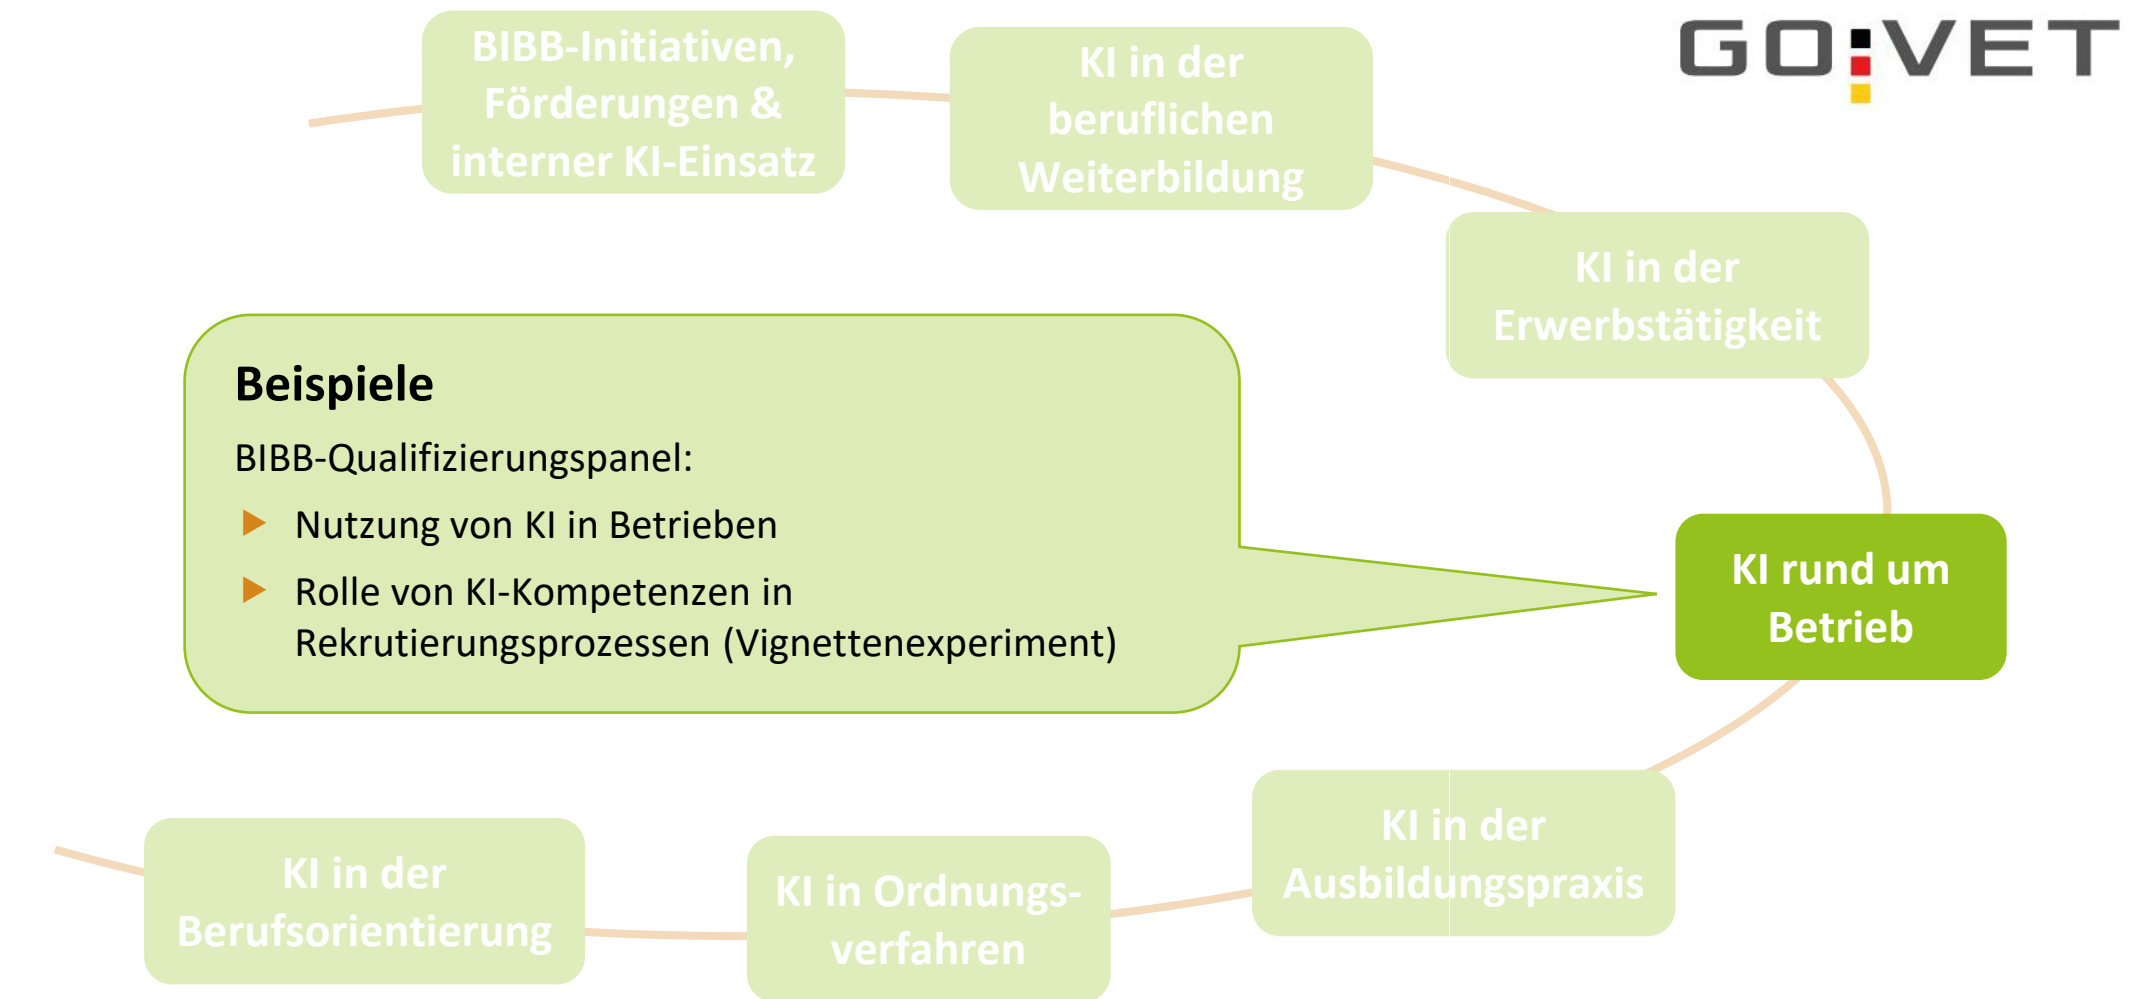 BIBB-Initiativen,
Förderungen &
interner KI-Einsatz
KI in der
beruflichen
Weiterbildung
GO VET
KI in der
Erwerbstätigkeit
Beispiele
BIBB-Qualifizierungspanel:
Nutzung von KI in Betrieben
Rolle von KI-Kompetenzen in
Rekrutierungsprozessen (Vignettenexperiment)
KI rund um
Betrieb
KI in der
Ausbildungspraxis
KI in Ordnungs-
verfahren
KI in der
Berufsorientierung